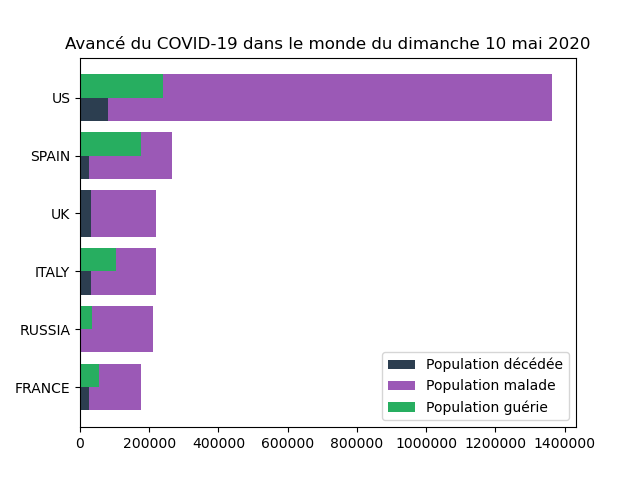 Avancé du COVID-19 dans le monde du dimanche 10 mai 2020
US
SPAIN
UK
ITALY
RUSSIA
FRANCE
Population décédée
Population malade
Population guérie
0 200000 400000 600000 800000 1000000 1200000 1400000